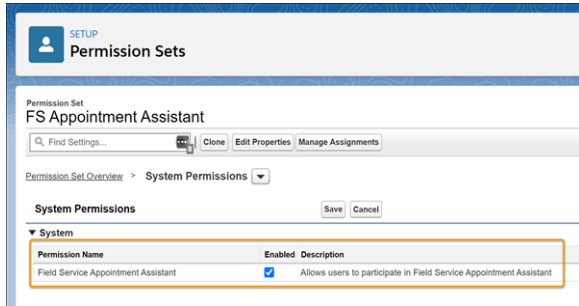 SETUP
Permission Sets
Permission Set
FS Appointment Assistant
Find Settings... Clone Edit Properties Manage Assignments
Permission Set Overview > System Permissions
System Permissions Save Cancel
System
Permission Name Enabled Description
Field Service Appointment Assistant Allows users to participate in Field Service Appointment Assistant